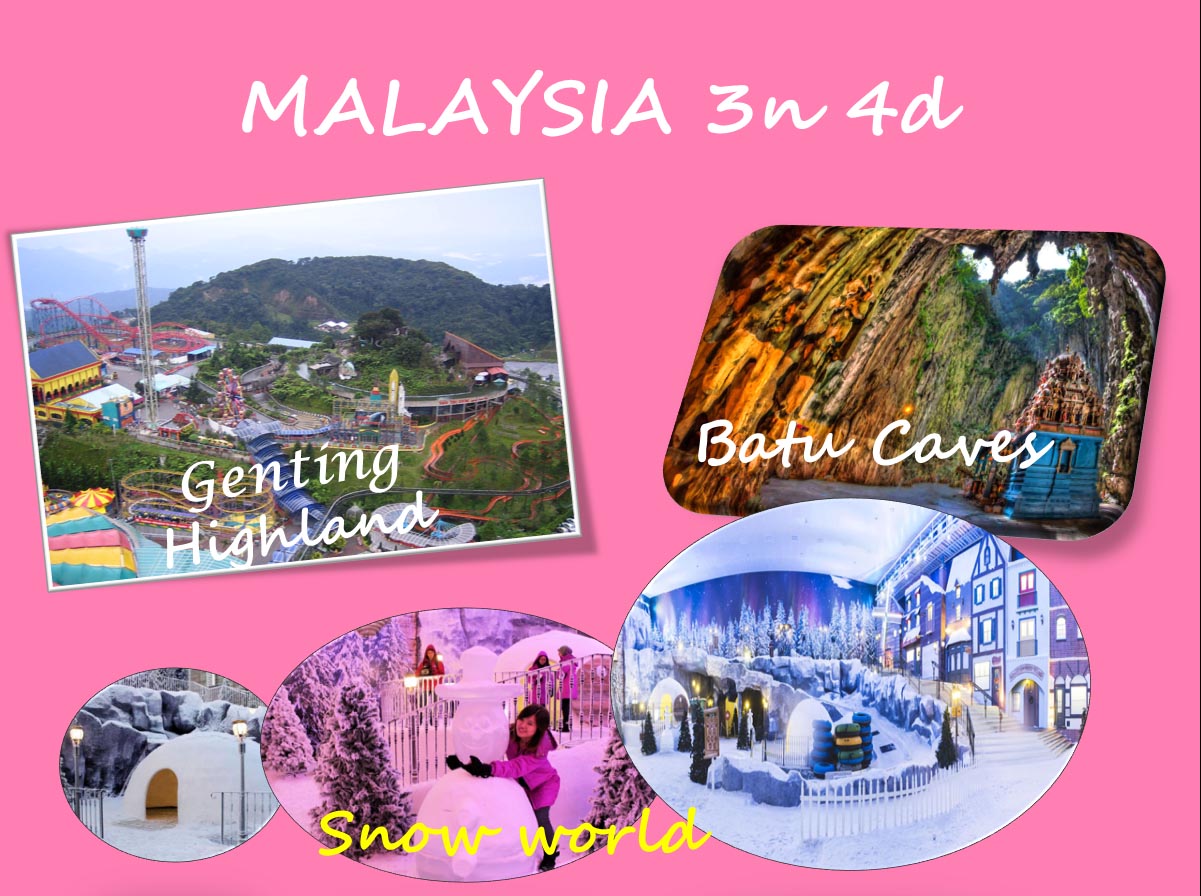 MALAYSIA 3n 4d
Genting
Highland
Batu Caves
Snow world